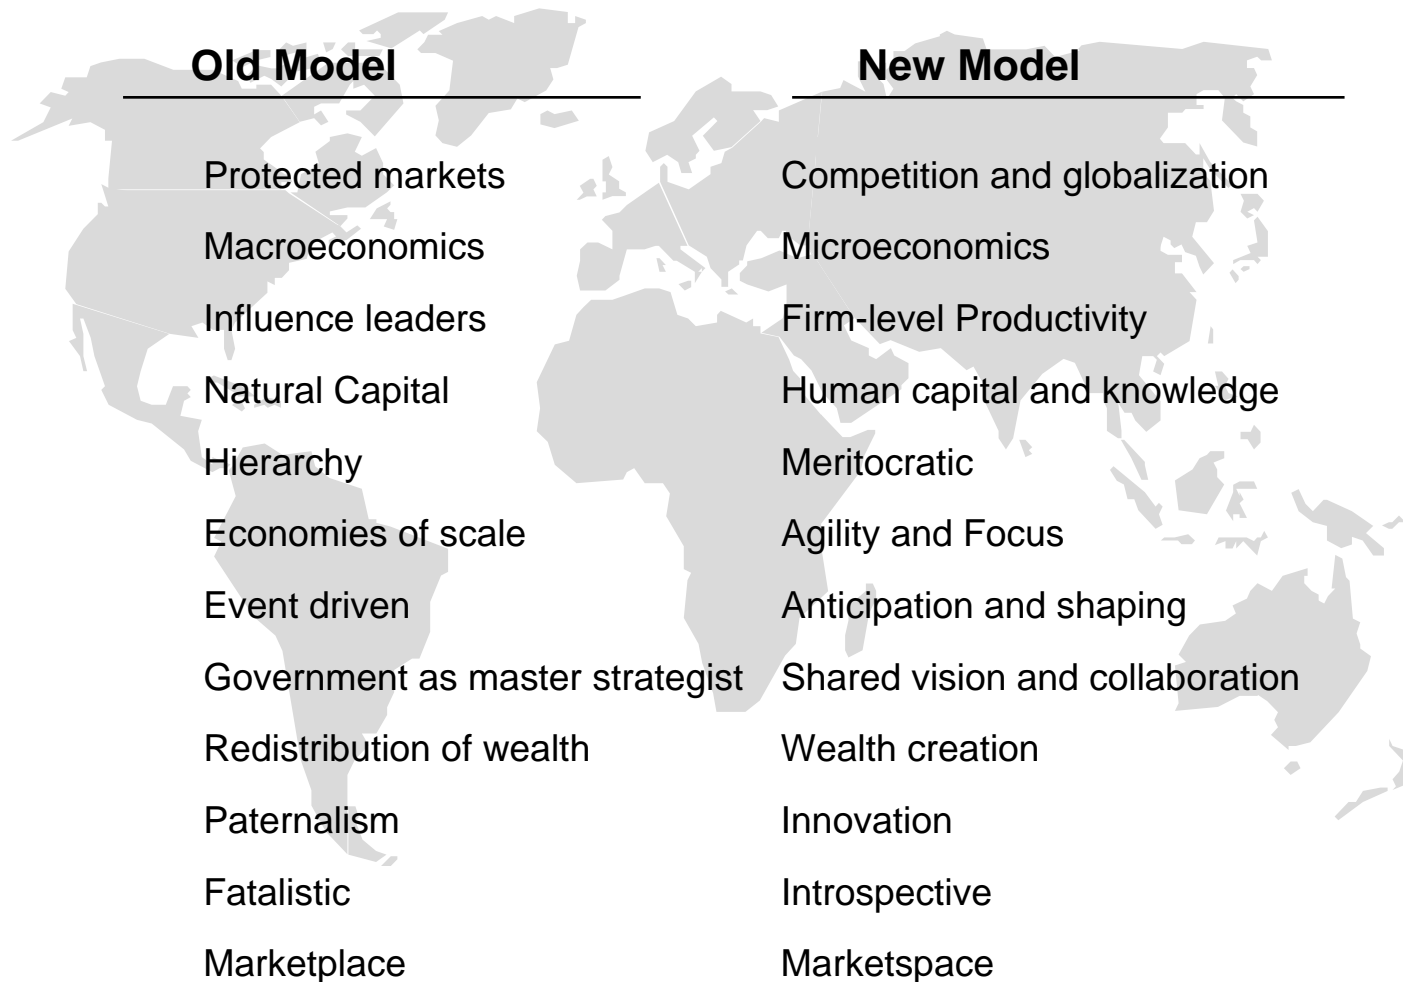 Old Model New Model
Protected markets Competition and globalization
Macroeconomics Microeconomics
Influence leaders Firm-level Productivity
Natural Capital Human capital and knowledge
Hierarchy Meritocratic
Economies of scale Agility and Focus
Event driven Anticipation and shaping
Government as master strategist Shared vision and collaboration
Redistribution of wealth Wealth creation
Paternalism Innovation
Fatalistic Introspective
Marketplace Marketspace